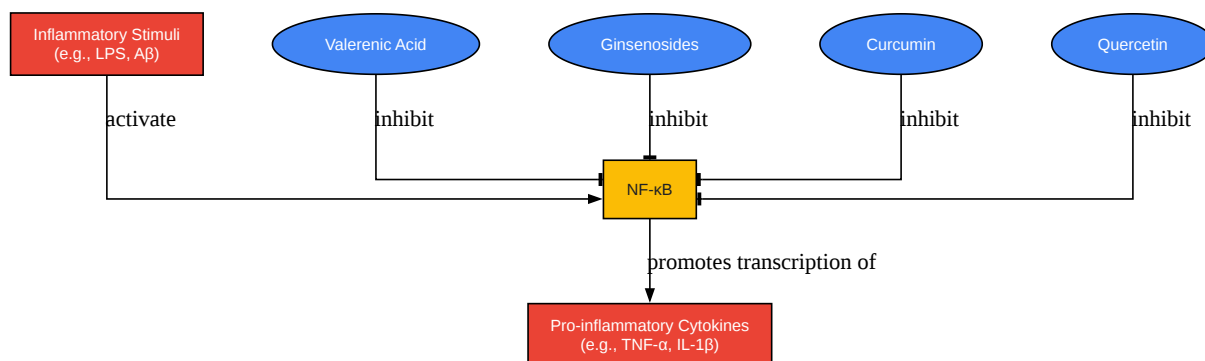 Inflammatory Stimuli
(e.g., LPS, Aβ)
Valerenic Acid
Ginsenosides
Curcumin
Quercetin
activate
inhibit
inhibit
inhibit
inhibit
NF-κB
promotes transcription of
Pro-inflammatory Cytokines
(e.g., TNF-α, IL-1β)